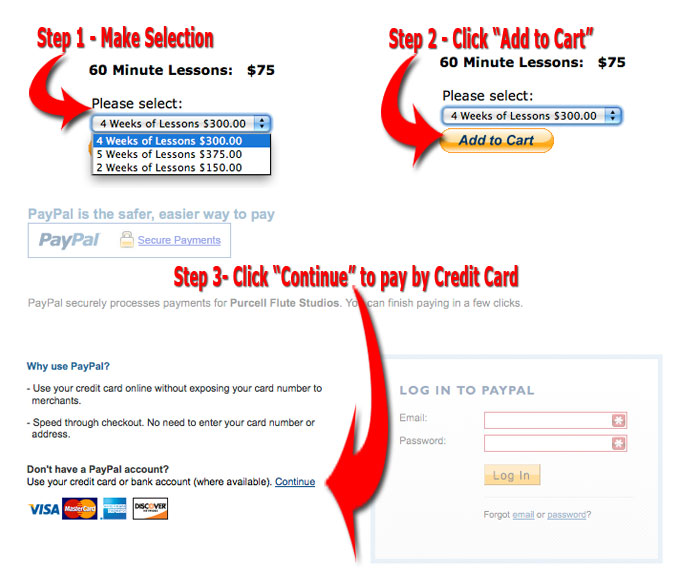 Step 1 - Make Selection
60 Minute Lessons: $75
Please select:
4 Weeks of Lessons $300.00
4 Weeks of Lessons $300.00
5 Weeks of Lessons $375.00
2 Weeks of Lessons $150.00
Step 2 - Click “Add to Cart”
60 Minute Lessons: $75
Please select:
4 Weeks of Lessons $300.00
Add to Cart
PayPal is the safer, easier way to pay
PayPal Secure Payments
Step 3- Click “Continue” to pay by Credit Card
PayPal securely processes payments for Purcell Flute Studios. You can finish paying in a few clicks.
Why use PayPal?
- Use your credit card online without exposing your card number to
merchants.
- Speed through checkout. No need to enter your card number or
address.
Don't have a PayPal account?
Use your credit card or bank account (where available). Continue
VISA MasterCard DISCOVER
LOG IN TO PAYPAL
Email:
Password:
Log In
Forgot email or password?